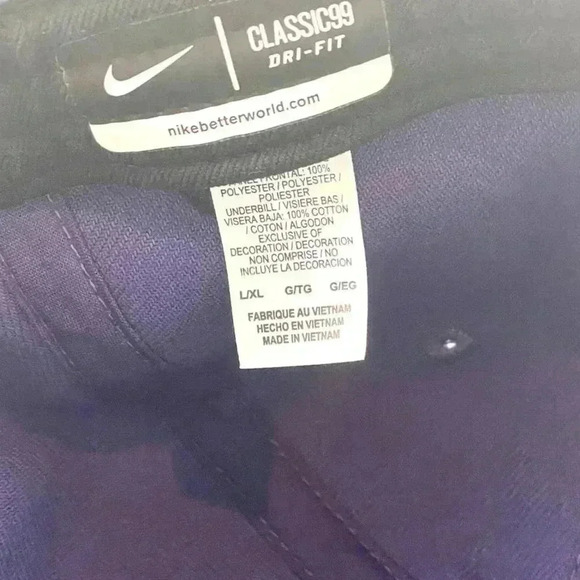 CLASSIC99
DRI-FIT
nikebetterworld.com
FRONTAL: 100%
POLYESTER / POLYESTER /
POLIESTER
UNDERBILL / VISIERE BAS /
VISERA BAJA: 100% COTTON
/ COTON / ALGODON
EXCLUSIVE OF
DECORATION / DECORATION
NON COMPRISE / NO
INCLUYE LA DECORACION
L/XL G/TG G/EG
FABRIQUE AU VIETNAM
HECHO EN VIETNAM
MADE IN VIETNAM